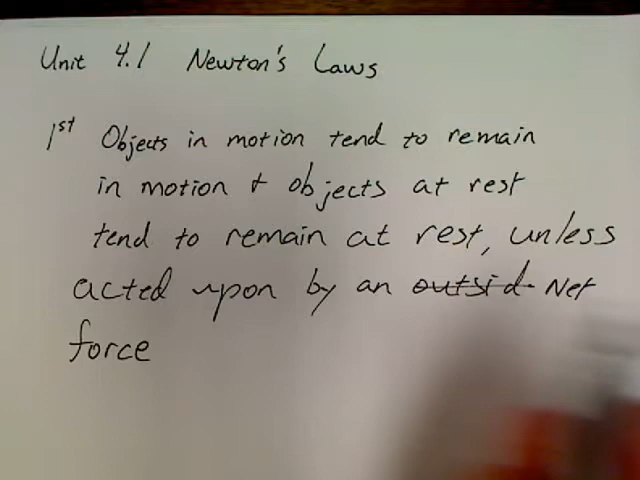 Unit 4.1 Newton's Laws
1st Objects in motion tend to remain
in motion & objects at rest
tend to remain at rest, unless
acted upon by an outsid Net
force